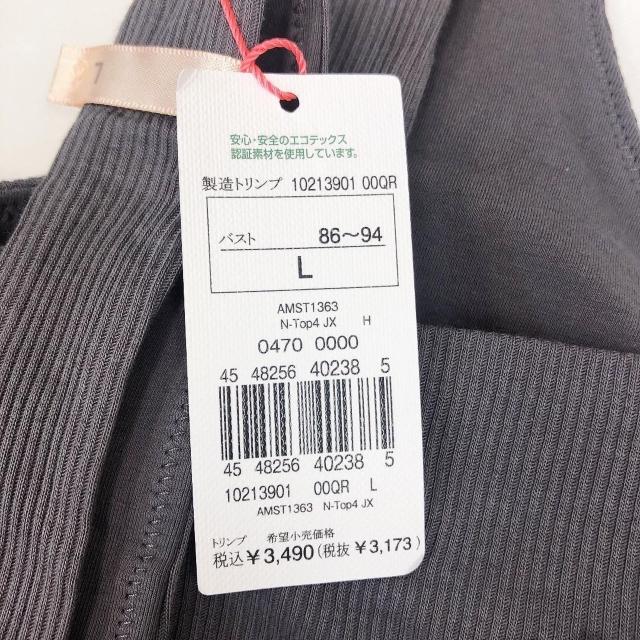 安心・安全のエコテックス
認証素材を使用しています。
製造トリンプ 10213901 00QR
バスト 86～94
L
AMST1363
N-Top4 JX H
0470 0000
45 48256 40238 5
45 48256 40238 5
10213901 00QR L
AMST1363 N-Top4 JX
トリンプ 希望小売価格
税込￥3,490(税抜￥3,173)